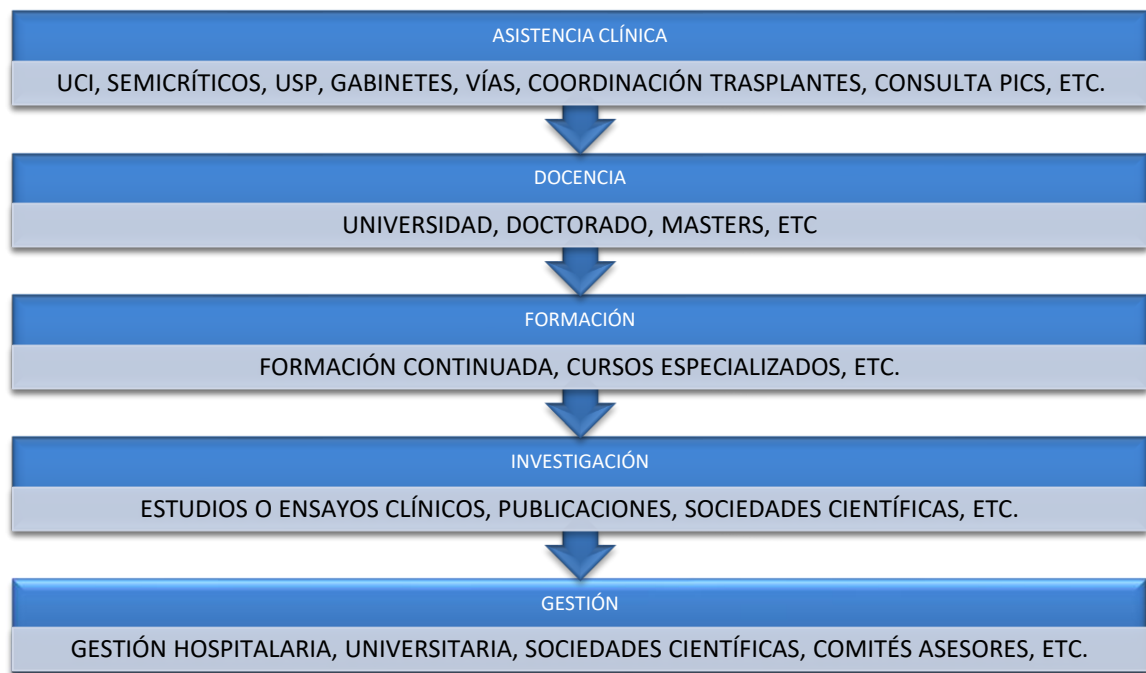 ASISTENCIA CLÍNICA
UCI, SEMICRÍTICOS, USP, GABINETES, VÍAS, COORDINACIÓN TRASPLANTES, CONSULTA PICS, ETC.
DOCENCIA
UNIVERSIDAD, DOCTORADO, MASTERS, ETC
FORMACIÓN
FORMACIÓN CONTINUADA, CURSOS ESPECIALIZADOS, ETC.
INVESTIGACIÓN
ESTUDIOS O ENSAYOS CLÍNICOS, PUBLICACIONES, SOCIEDADES CIENTÍFICAS, ETC.
GESTIÓN
GESTIÓN HOSPITALARIA, UNIVERSITARIA, SOCIEDADES CIENTÍFICAS, COMITÉS ASESORES, ETC.